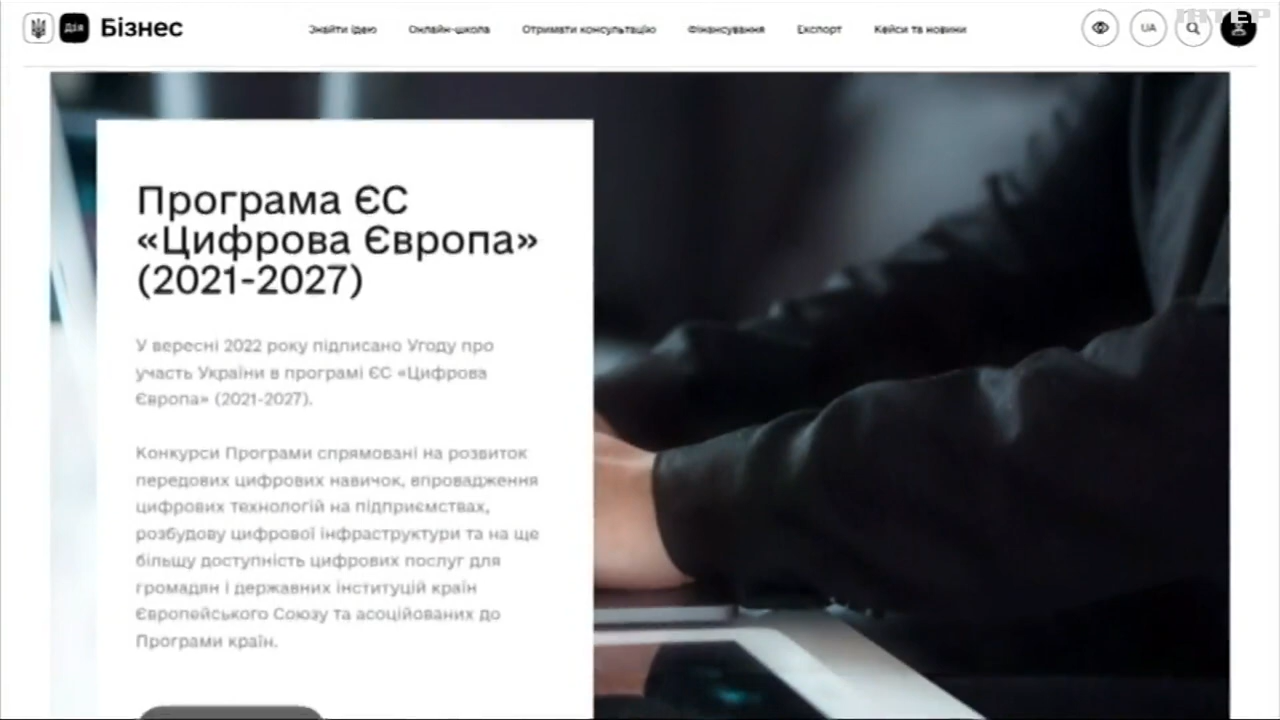 Дія Бізнес
Знайти ідею Онлайн-школа Отримати консультацію Фінансування Експорт Кейси та новини UA
ІНТЕР
Програма ЄС
«Цифрова Європа»
(2021-2027)
У вересні 2022 року підписано Угоду про
участь України в програмі ЄС «Цифрова
Європа» (2021-2027).
Конкурси Програми спрямовані на розвиток
передових цифрових навичок, впровадження
цифрових технологій на підприємствах,
розбудову цифрової інфраструктури та на ще
більшу доступність цифрових послуг для
громадян і державних інституцій країн
Європейського Союзу та асоційованих до
Програми країн.